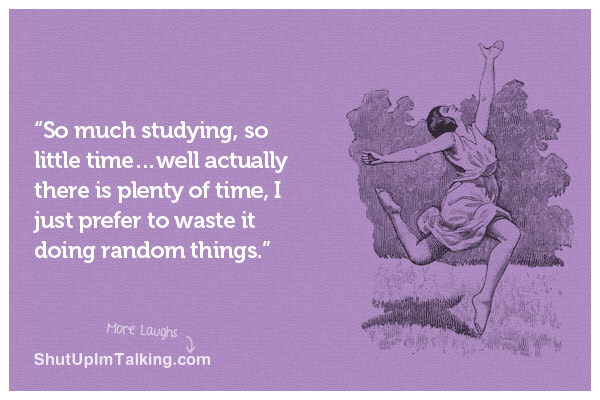 “So much studying, so
little time...well actually
there is plenty of time, I
just prefer to waste it
doing random things.”
More Laughs
ShutUpImTalking.com